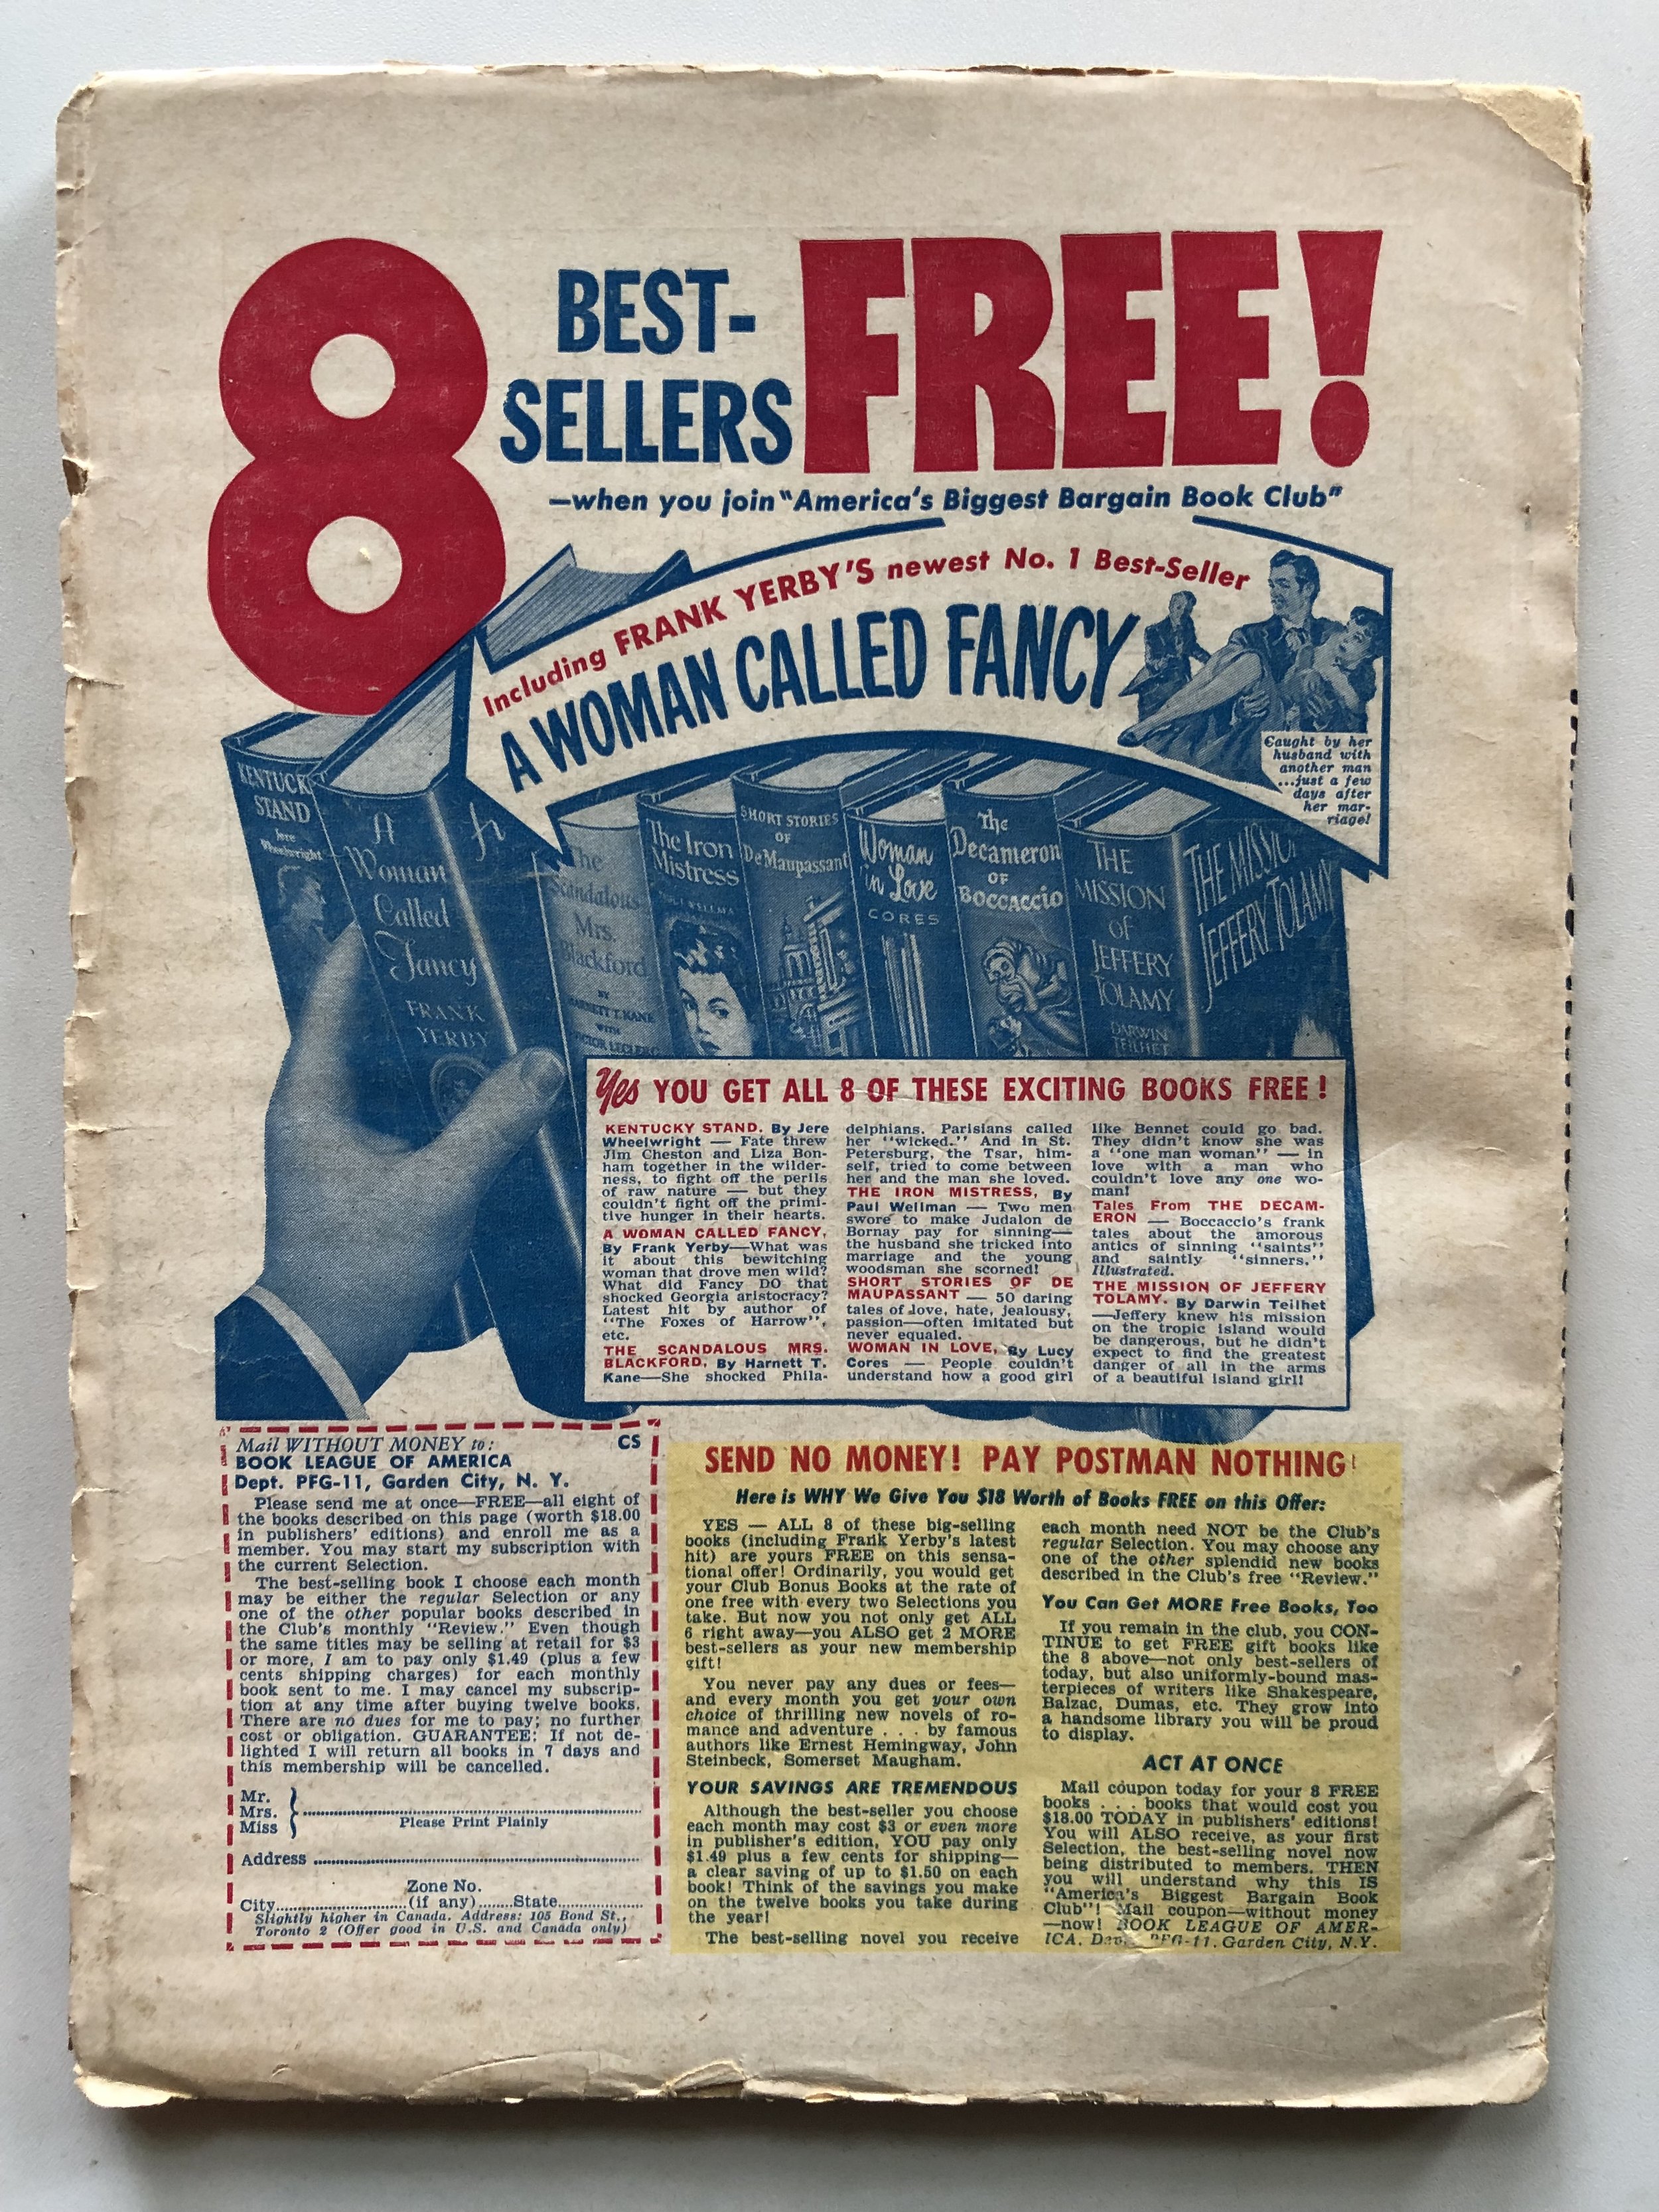 8
BEST-
SELLERS
FREE!
—when you join "America's Biggest Bargain Book Club"
Including FRANK YERBY'S newest No. 1 Best-Seller
A WOMAN CALLED FANCY
Caught by her
husband with
another man
...just a few
days after
her mar-
riage!
KENTUCKY
STAND
Jere
Wheelwright
A
Woman
Called
Fancy
FRANK
YERBY
The
Scandalous
Mrs.
Blackford
BY
HARNETT T. KANE
WITH
VICTOR LECLERC
The Iron
Mistress
PAUL WELLMAN
SHORT STORIES
OF
DeMaupassant
Woman
in Love
CORES
The
Decameron
OF
BOCCACCIO
THE
MISSION
OF
JEFFERY
TOLAMY
DARWIN
TEILHET
THE MISSION
JEFFERY TOLAMY
Yes YOU GET ALL 8 OF THESE EXCITING BOOKS FREE!
KENTUCKY STAND. By Jere
Wheelwright — Fate threw
Jim Cheston and Liza Bon-
ham together in the wilder-
ness, to fight off the perils
of raw nature — but they
couldn't fight off the primi-
tive hunger in their hearts.
A WOMAN CALLED FANCY,
By Frank Yerby—What was
it about this bewitching
woman that drove men wild?
What did Fancy DO that
shocked Georgia aristocracy?
Latest hit by author of
"The Foxes of Harrow",
etc.
THE SCANDALOUS MRS.
BLACKFORD, By Harnett T.
Kane—She shocked Phila-
delphians. Parisians called
her "wicked." And in St.
Petersburg, the Tsar, him-
self, tried to come between
her and the man she loved.
THE IRON MISTRESS, By
Paul Wellman — Two men
swore to make Judalon de
Bornay pay for sinning—
the husband she tricked into
marriage and the young
woodsman she scorned!
SHORT STORIES OF DE
MAUPASSANT — 50 daring
tales of love, hate, jealousy,
passion—often imitated but
never equaled.
WOMAN IN LOVE, By Lucy
Cores — People couldn't
understand how a good girl
like Bennet could go bad.
They didn't know she was
a "one man woman" — in
love with a man who
couldn't love any one wo-
man!
Tales From THE DECAM-
ERON — Boccaccio's frank
tales about the amorous
antics of sinning "saints"
and saintly "sinners."
Illustrated.
THE MISSION OF JEFFERY
TOLAMY. By Darwin Teilhet
—Jeffery knew his mission
on the tropic island would
be dangerous, but he didn't
expect to find the greatest
danger of all in the arms
of a beautiful island girl!
Mail WITHOUT MONEY to: CS
BOOK LEAGUE OF AMERICA
Dept. PFG-11, Garden City, N. Y.
Please send me at once—FREE—all eight of
the books described on this page (worth $18.00
in publishers' editions) and enroll me as a
member. You may start my subscription with
the current Selection.
The best-selling book I choose each month
may be either the regular Selection or any
one of the other popular books described in
the Club's monthly "Review." Even though
the same titles may be selling at retail for $3
or more, I am to pay only $1.49 (plus a few
cents shipping charges) for each monthly
book sent to me. I may cancel my subscrip-
tion at any time after buying twelve books.
There are no dues for me to pay; no further
cost or obligation. GUARANTEE: If not de-
lighted I will return all books in 7 days and
this membership will be cancelled.
Mr.
Mrs.
Miss
Please Print Plainly
Address
Zone No.
City (if any) State
Slightly higher in Canada. Address: 105 Bond St.,
Toronto 2 (Offer good in U.S. and Canada only)
SEND NO MONEY! PAY POSTMAN NOTHING!
Here is WHY We Give You $18 Worth of Books FREE on this Offer:
YES — ALL 8 of these big-selling
books (including Frank Yerby's latest
hit) are yours FREE on this sensa-
tional offer! Ordinarily, you would get
your Club Bonus Books at the rate of
one free with every two Selections you
take. But now you not only get ALL
6 right away—you ALSO get 2 MORE
best-sellers as your new membership
gift!
You never pay any dues or fees—
and every month you get your own
choice of thrilling new novels of ro-
mance and adventure . . . by famous
authors like Ernest Hemingway, John
Steinbeck, Somerset Maugham.
YOUR SAVINGS ARE TREMENDOUS
Although the best-seller you choose
each month may cost $3 or even more
in publisher's edition, YOU pay only
$1.49 plus a few cents for shipping—
a clear saving of up to $1.50 on each
book! Think of the savings you make
on the twelve books you take during
the year!
The best-selling novel you receive
each month need NOT be the Club's
regular Selection. You may choose any
one of the other splendid new books
described in the Club's free "Review."
You Can Get MORE Free Books, Too
If you remain in the club, you CON-
TINUE to get FREE gift books like
the 8 above—not only best-sellers of
today, but also uniformly-bound mas-
terpieces of writers like Shakespeare,
Balzac, Dumas, etc. They grow into
a handsome library you will be proud
to display.
ACT AT ONCE
Mail coupon today for your 8 FREE
books . . . books that would cost you
$18.00 TODAY in publishers' editions!
You will ALSO receive, as your first
Selection, the best-selling novel now
being distributed to members. THEN
you will understand why this IS
"America's Biggest Bargain Book
Club"! Mail coupon—without money
—now! BOOK LEAGUE OF AMER-
ICA, Dept. PFG-11, Garden City, N.Y.